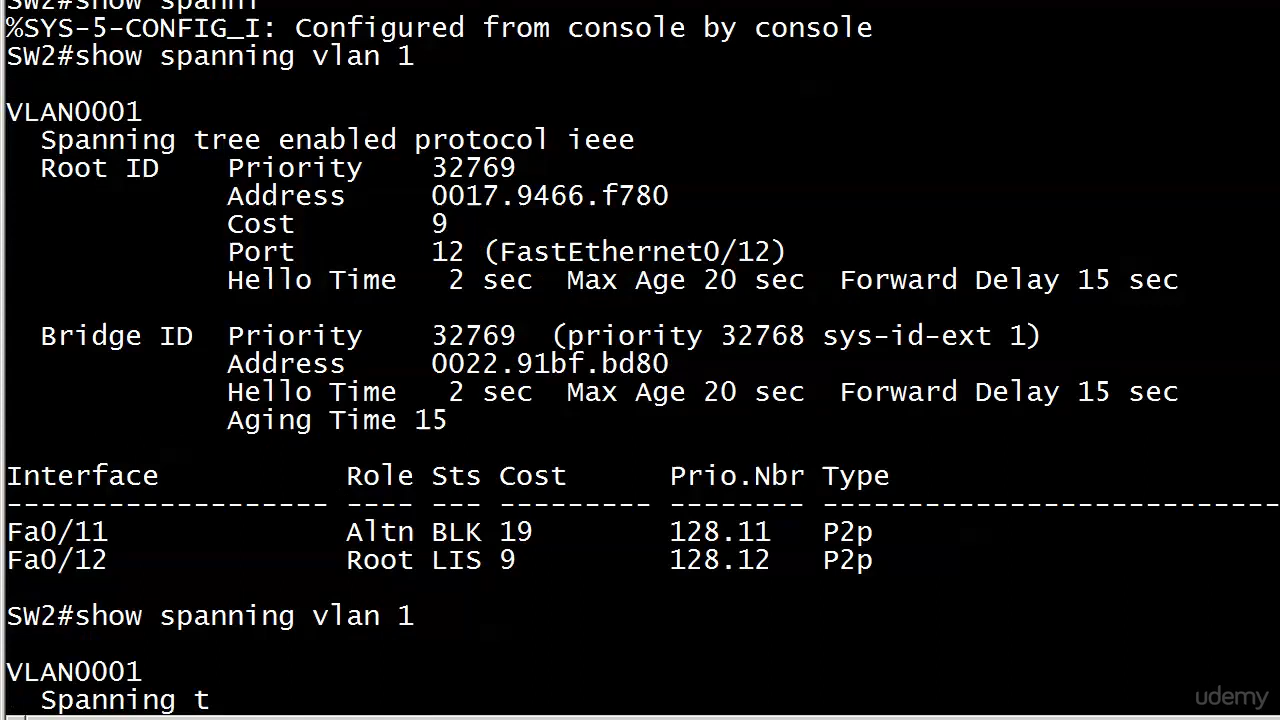 SW2#show spanni
%SYS-5-CONFIG_I: Configured from console by console
SW2#show spanning vlan 1
VLAN0001
  Spanning tree enabled protocol ieee
  Root ID    Priority    32769
             Address     0017.9466.f780
             Cost        9
             Port        12 (FastEthernet0/12)
             Hello Time   2 sec  Max Age 20 sec  Forward Delay 15 sec
  Bridge ID  Priority    32769  (priority 32768 sys-id-ext 1)
             Address     0022.91bf.bd80
             Hello Time   2 sec  Max Age 20 sec  Forward Delay 15 sec
             Aging Time 15
Interface           Role Sts Cost      Prio.Nbr Type
------------------- ---- --- --------- -------- ---------------------------
Fa0/11              Altn BLK 19        128.11   P2p
Fa0/12              Root LIS 9         128.12   P2p
SW2#show spanning vlan 1
VLAN0001
  Spanning t
udemy